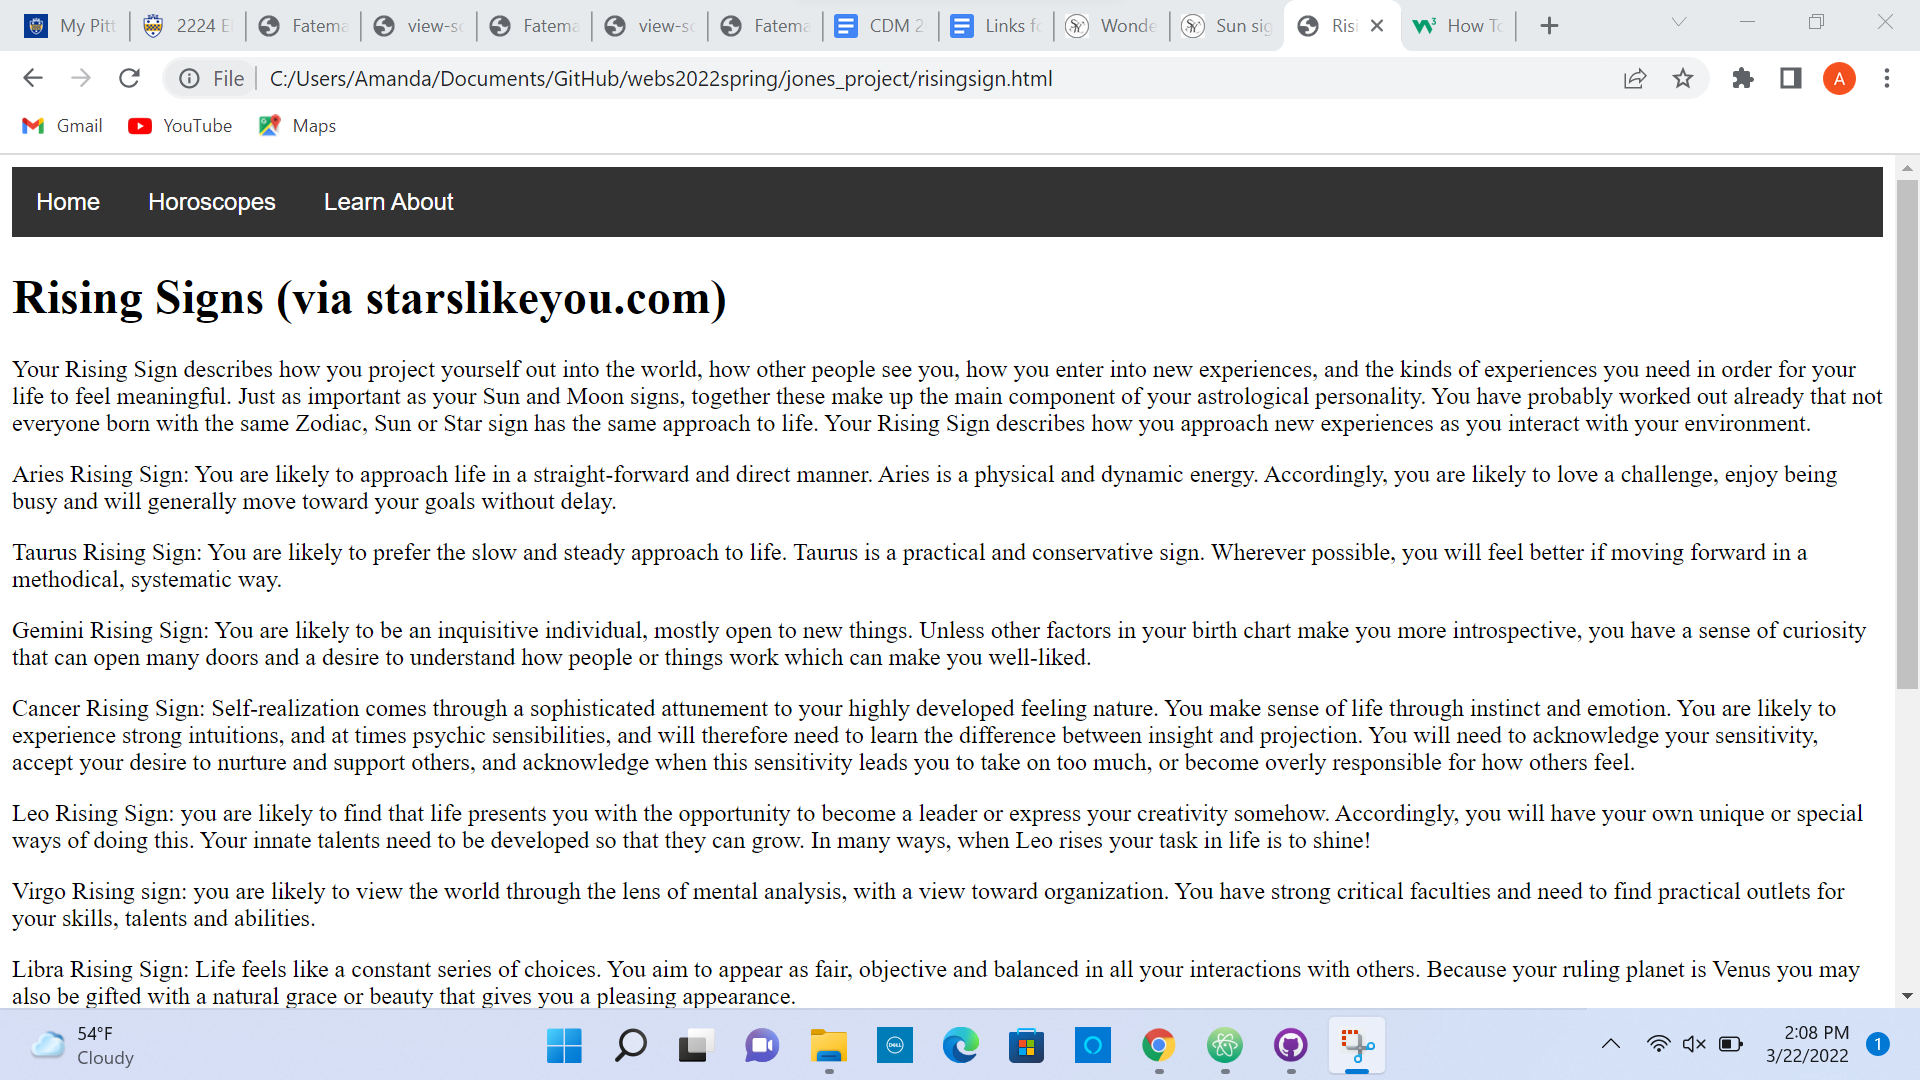 My Pitt
2224 E
Fatema
view-so
Fatema
view-so
Fatema
CDM 2
Links fo
Wonde
Sun sig
Risi
How To
File
C:/Users/Amanda/Documents/GitHub/webs2022spring/jones_project/risingsign.html
A
Gmail
YouTube
Maps
Home
Horoscopes
Learn About
Rising Signs (via starslikeyou.com)
Your Rising Sign describes how you project yourself out into the world, how other people see you, how you enter into new experiences, and the kinds of experiences you need in order for your
life to feel meaningful. Just as important as your Sun and Moon signs, together these make up the main component of your astrological personality. You have probably worked out already that not
everyone born with the same Zodiac, Sun or Star sign has the same approach to life. Your Rising Sign describes how you approach new experiences as you interact with your environment.
Aries Rising Sign: You are likely to approach life in a straight-forward and direct manner. Aries is a physical and dynamic energy. Accordingly, you are likely to love a challenge, enjoy being
busy and will generally move toward your goals without delay.
Taurus Rising Sign: You are likely to prefer the slow and steady approach to life. Taurus is a practical and conservative sign. Wherever possible, you will feel better if moving forward in a
methodical, systematic way.
Gemini Rising Sign: You are likely to be an inquisitive individual, mostly open to new things. Unless other factors in your birth chart make you more introspective, you have a sense of curiosity
that can open many doors and a desire to understand how people or things work which can make you well-liked.
Cancer Rising Sign: Self-realization comes through a sophisticated attunement to your highly developed feeling nature. You make sense of life through instinct and emotion. You are likely to
experience strong intuitions, and at times psychic sensibilities, and will therefore need to learn the difference between insight and projection. You will need to acknowledge your sensitivity,
accept your desire to nurture and support others, and acknowledge when this sensitivity leads you to take on too much, or become overly responsible for how others feel.
Leo Rising Sign: you are likely to find that life presents you with the opportunity to become a leader or express your creativity somehow. Accordingly, you will have your own unique or special
ways of doing this. Your innate talents need to be developed so that they can grow. In many ways, when Leo rises your task in life is to shine!
Virgo Rising sign: you are likely to view the world through the lens of mental analysis, with a view toward organization. You have strong critical faculties and need to find practical outlets for
your skills, talents and abilities.
Libra Rising Sign: Life feels like a constant series of choices. You aim to appear as fair, objective and balanced in all your interactions with others. Because your ruling planet is Venus you may
also be gifted with a natural grace or beauty that gives you a pleasing appearance.
54°F
Cloudy
DELL
2:08 PM
3/22/2022
1